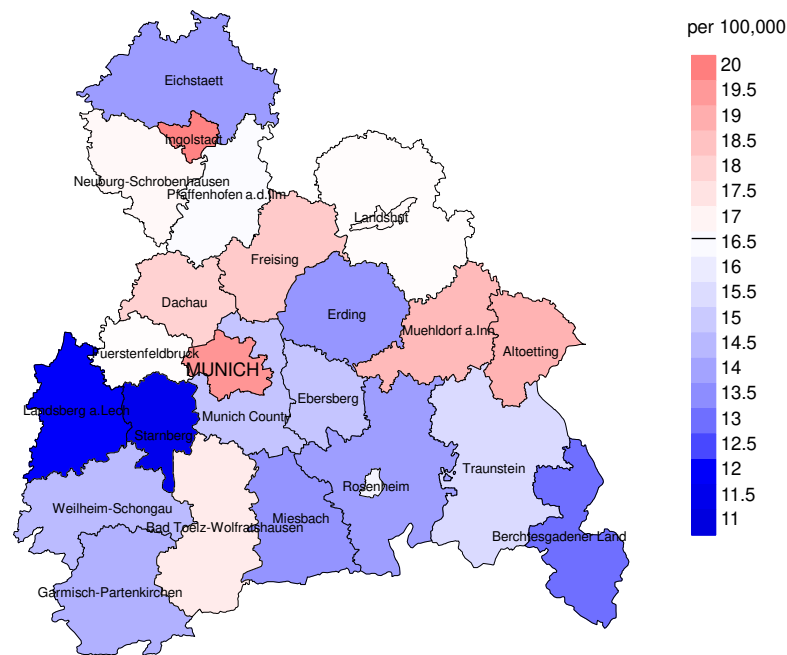 per 100,000
20
19.5
19
18.5
18
17.5
17
16.5
16
15.5
15
14.5
14
13.5
13
12.5
12
11.5
11
Eichstaett
Ingolstadt
Neuburg-Schrobenhausen
Pfaffenhofen a.d.Ilm
Landshut
Freising
Dachau
Erding
Muehldorf a.Inn
Altoetting
Fuerstenfeldbruck
MUNICH
Ebersberg
Landsberg a.Lech
Munich County
Starnberg
Traunstein
Rosenheim
Weilheim-Schongau
Miesbach
Bad Toelz-Wolfratshausen
Berchtesgadener Land
Garmisch-Partenkirchen